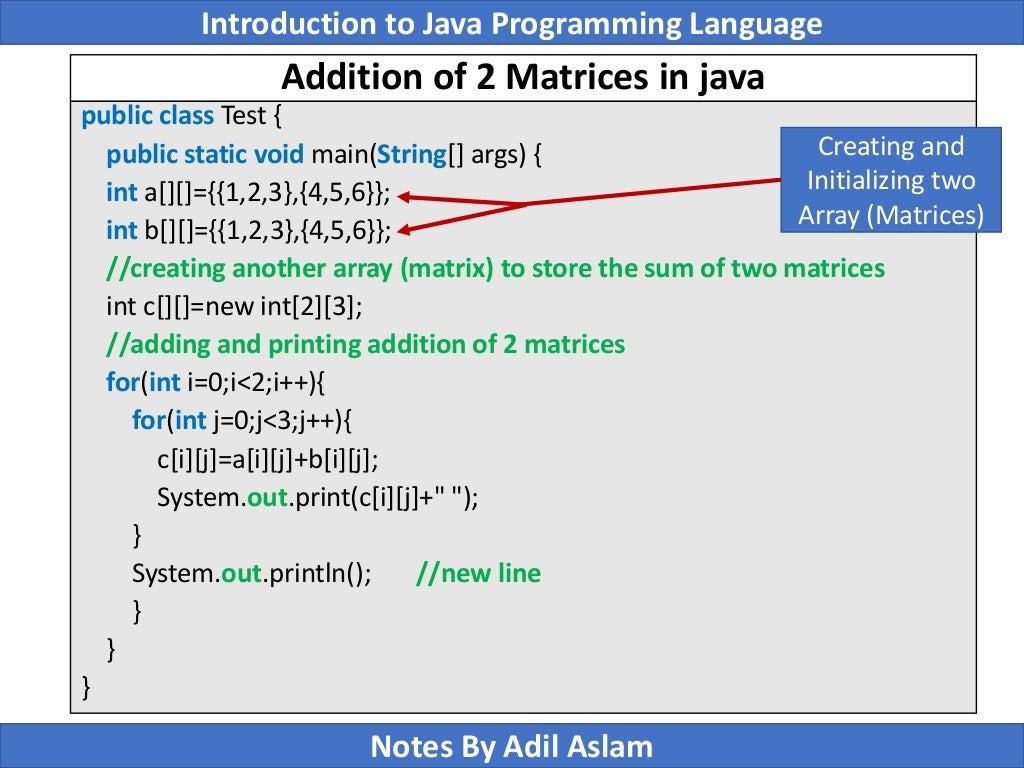 Introduction to Java Programming Language
Addition of 2 Matrices in java
public class Test {
public static void main(String[] args) {
int a[][]={{1,2,3},{4,5,6}};
int b[][]={{1,2,3},{4,5,6}};
Creating and
Initializing two
Array (Matrices)
//creating another array (matrix) to store the sum of two matrices
int c[][]=new int[2][3];
//adding and printing addition of 2 matrices
for(int i=0;i<2;i++){
for(int j=0;j<3;j++){
c[i][j]=a[i][j]+b[i][j];
System.out.print(c[i][j]+" ");
}
System.out.println(); //new line
}
}
}
Notes By Adil Aslam